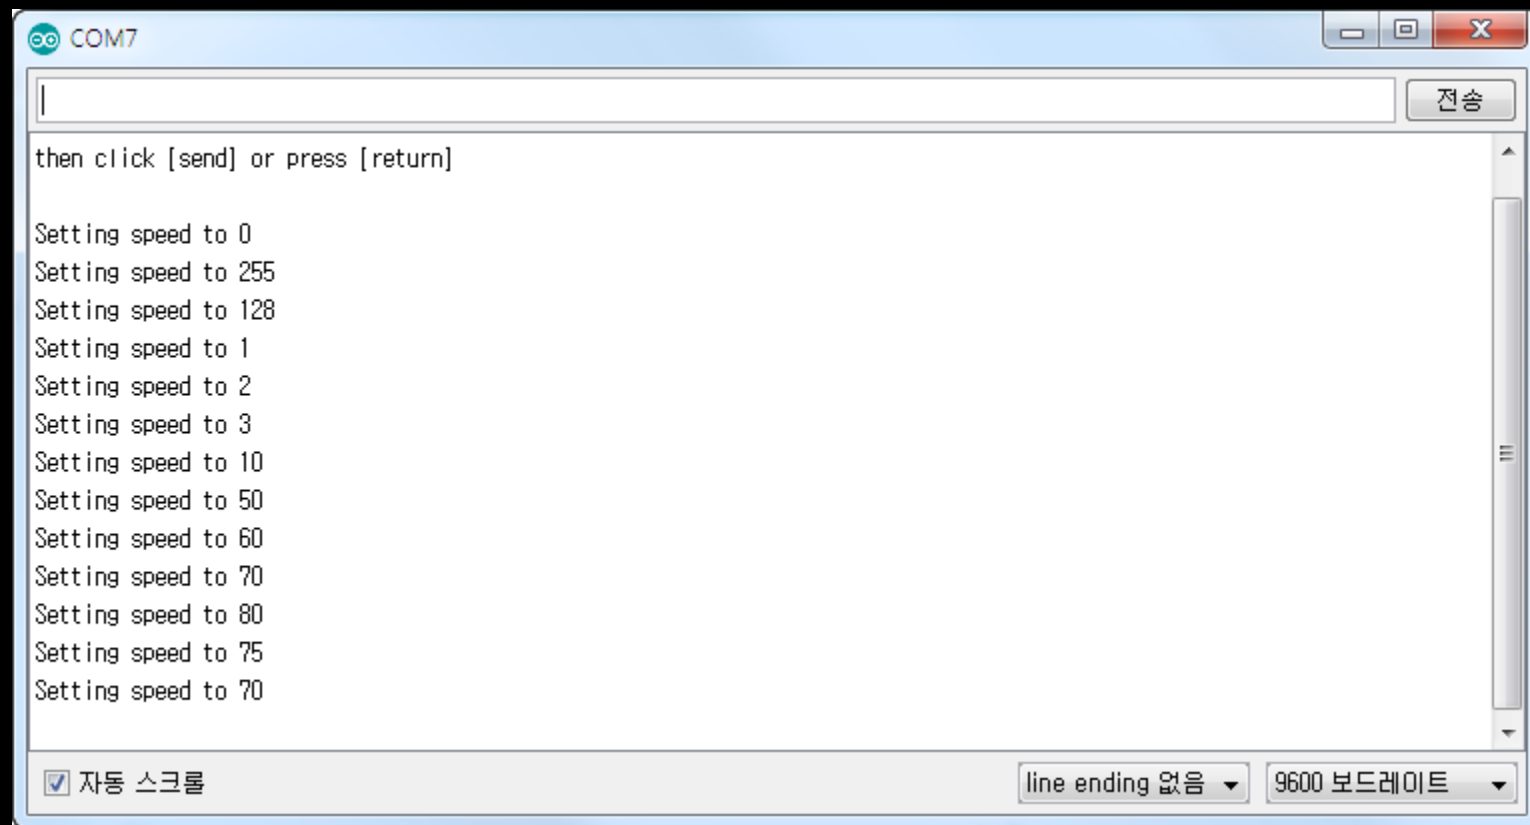 COM7
전송
then click [send] or press [return]
Setting speed to 0
Setting speed to 255
Setting speed to 128
Setting speed to 1
Setting speed to 2
Setting speed to 3
Setting speed to 10
Setting speed to 50
Setting speed to 60
Setting speed to 70
Setting speed to 80
Setting speed to 75
Setting speed to 70
자동 스크롤
line ending 없음
9600 보드레이트